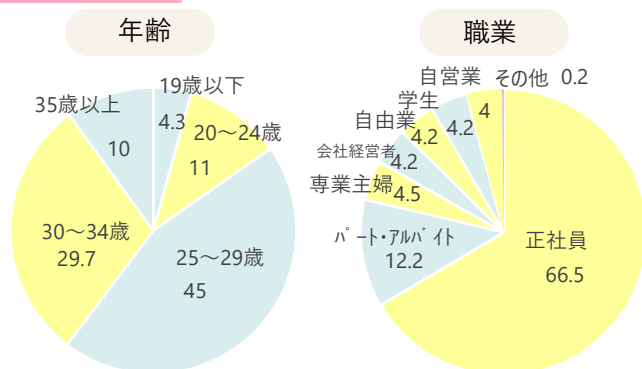 年齢
19歳以下
4.3
20～24歳
11
25～29歳
45
30～34歳
29.7
35歳以上
10
職業
正社員
66.5
ﾊﾟｰﾄ･ｱﾙﾊﾞｲﾄ
12.2
専業主婦
4.5
会社経営者
4.2
自由業
4.2
学生
4.2
自営業
4
その他 0.2